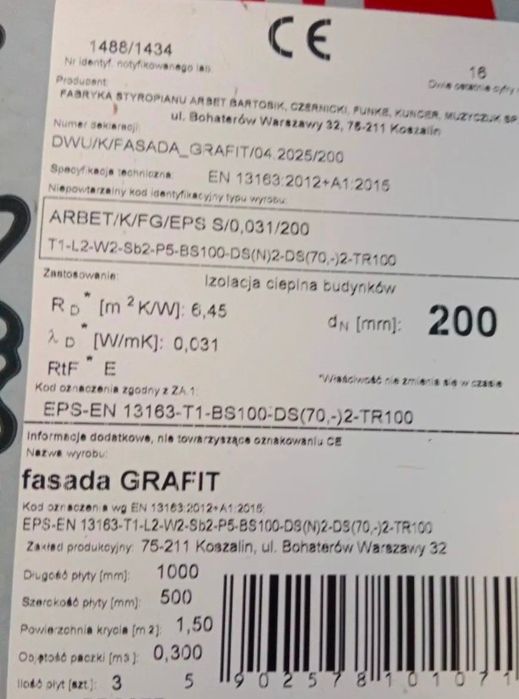 CE
1488/1434
Nr identyf. notyfikowanego lab.
16
Dwie ostatnie cyfry
Producent:
FABRYKA STYROPIANU ARBET BARTOSIK, CZERNICKI, FUNKE, KUNCER, MUZYCZUK SP
ul. Bohaterów Warszawy 32, 75-211 Koszalin
Numer deklaracji:
DWU/K/FASADA_GRAFIT/04.2025/200
Specyfikacja techniczna: EN 13163:2012+A1:2015
Niepowtarzalny kod identyfikacyjny typu wyrobu:
ARBET/K/FG/EPS S/0,031/200
T1-L2-W2-Sb2-P5-BS100-DS(N)2-DS(70,-)2-TR100
Zastosowanie: Izolacja cieplna budynków
R D * [m 2 K/W]: 6,45
dN [mm]: 200
λ D * [W/mK]: 0,031
RtF * E
*Właściwość nie zmienia się w czasie
Kod oznaczenia zgodny z ZA.1:
EPS-EN 13163-T1-BS100-DS(70,-)2-TR100
Informacje dodatkowe, nie towarzyszące oznakowaniu CE
Nazwa wyrobu:
fasada GRAFIT
Kod oznaczenia wg EN 13163:2012+A1:2015:
EPS-EN 13163-T1-L2-W2-Sb2-P5-BS100-DS(N)2-DS(70,-)2-TR100
Zakład produkcyjny: 75-211 Koszalin, ul. Bohaterów Warszawy 32
Długość płyty [mm]: 1000
Szerokość płyty [mm]: 500
Powierzchnia krycia [m2]: 1,50
Objętość paczki [m3]: 0,300
Ilość płyt [szt.]: 3
5 902578 101071